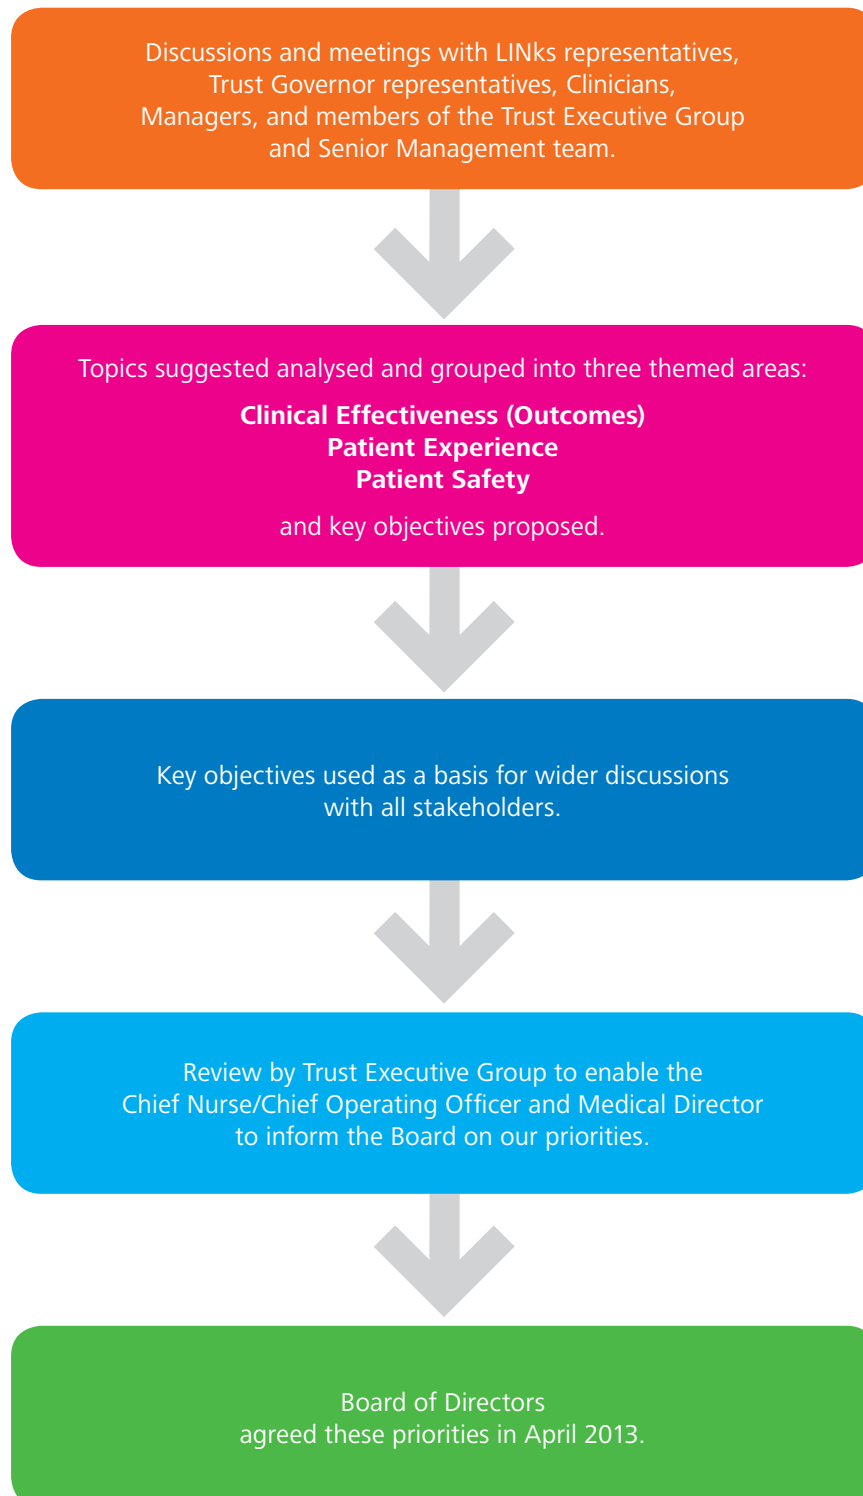 Discussions and meetings with LINks representatives,
Trust Governor representatives, Clinicians,
Managers, and members of the Trust Executive Group
and Senior Management team.
Topics suggested analysed and grouped into three themed areas:
Clinical Effectiveness (Outcomes)
Patient Experience
Patient Safety
and key objectives proposed.
Key objectives used as a basis for wider discussions
with all stakeholders.
Review by Trust Executive Group to enable the
Chief Nurse/Chief Operating Officer and Medical Director
to inform the Board on our priorities.
Board of Directors
agreed these priorities in April 2013.